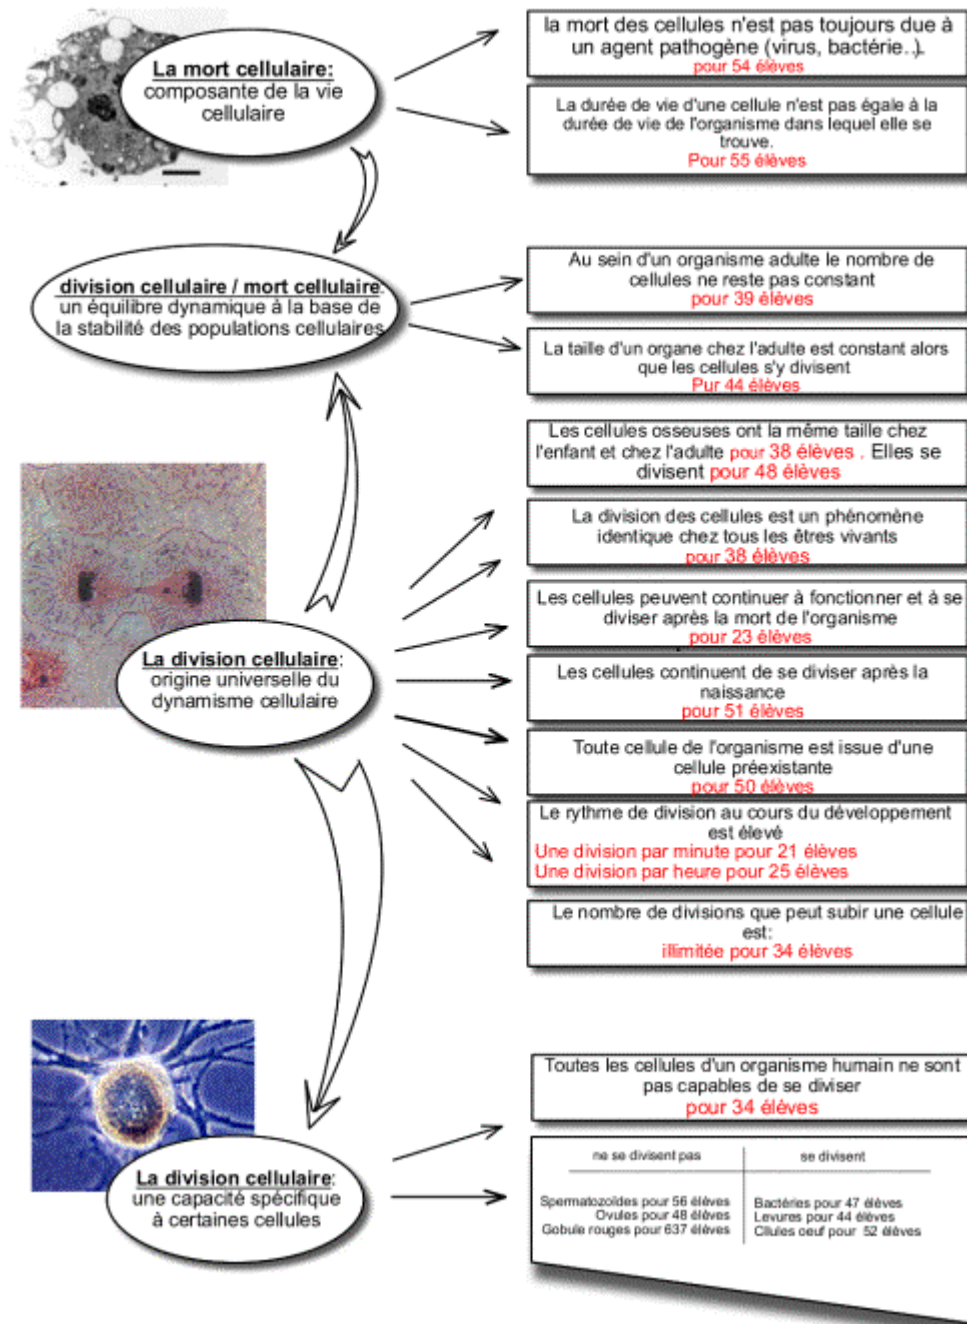 La mort cellulaire:
composante de la vie
cellulaire
la mort des cellules n'est pas toujours due à
un agent pathogène (virus, bactérie..).
pour 54 élèves
La durée de vie d'une cellule n'est pas égale à la
durée de vie de l'organisme dans lequel elle se
trouve.
Pour 55 élèves
division cellulaire / mort cellulaire:
un équilibre dynamique à la base de
la stabilité des populations cellulaires
Au sein d'un organisme adulte le nombre de
cellules ne reste pas constant
pour 39 élèves
La taille d'un organe chez l'adulte est constant alors
que les cellules s'y divisent
Pur 44 élèves
Les cellules osseuses ont la même taille chez
l'enfant et chez l'adulte pour 38 élèves . Elles se
divisent pour 48 élèves
La division des cellules est un phénomène
identique chez tous les êtres vivants
pour 38 élèves
Les cellules peuvent continuer à fonctionner et à se
diviser après la mort de l'organisme
pour 23 élèves
La division cellulaire:
origine universelle du
dynamisme cellulaire
Les cellules continuent de se diviser après la
naissance
pour 51 élèves
Toute cellule de l'organisme est issue d'une
cellule préexistante
pour 50 élèves
Le rythme de division au cours du développement
est élevé
Une division par minute pour 21 élèves
Une division par heure pour 25 élèves
Le nombre de divisions que peut subir une cellule
est:
illimitée pour 34 élèves
Toutes les cellules d'un organisme humain ne sont
pas capables de se diviser
pour 34 élèves
La division cellulaire:
une capacité spécifique
à certaines cellules
ne se divisent pas se divisent
Spermatozoïdes pour 56 élèves Bactéries pour 47 élèves
Ovules pour 48 élèves Levures pour 44 élèves
Gobule rouges pour 637 élèves Cllules oeuf pour 52 élèves